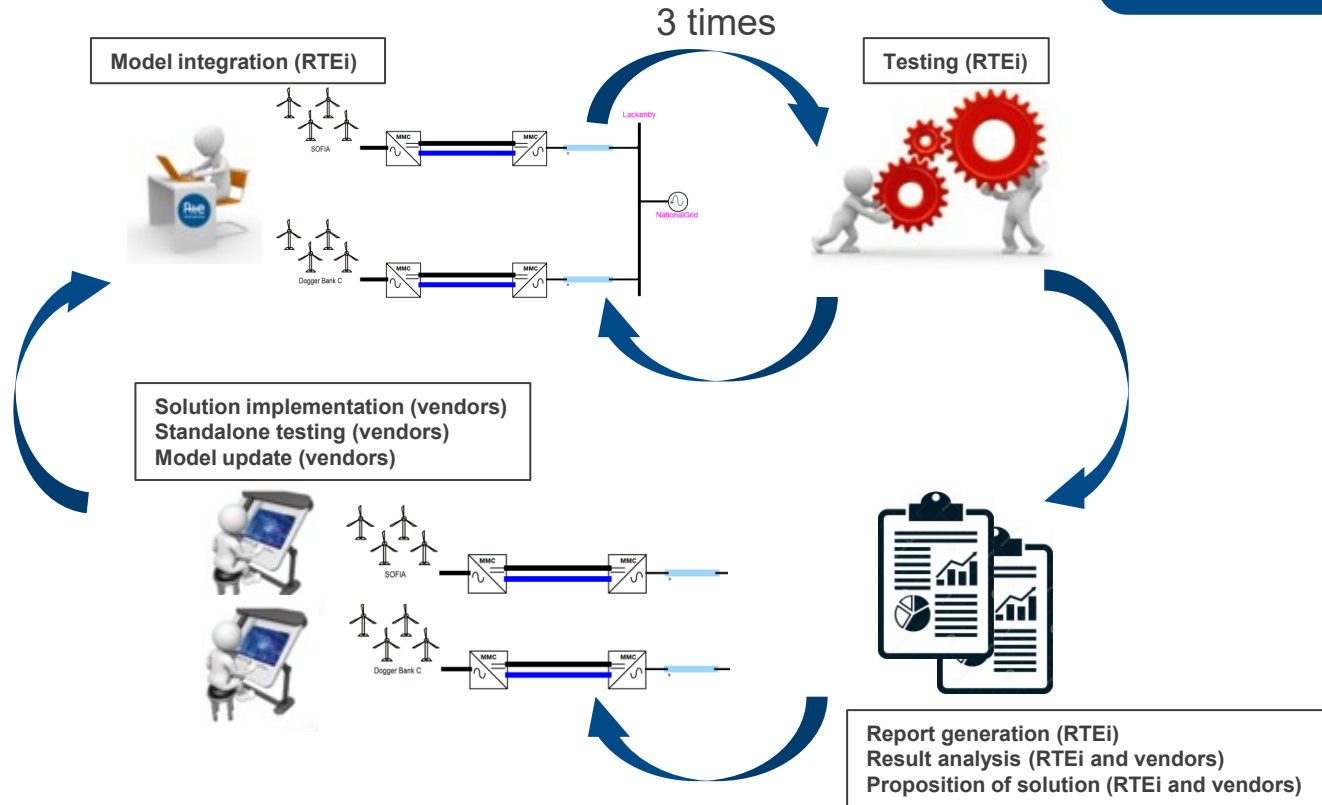 3 times
Model integration (RTEi)
Testing (RTEi)
SOFIA
MMC
MMC
Lackenby
NationalGrid
Rte
Dogger Bank C
MMC
MMC
Solution implementation (vendors)
Standalone testing (vendors)
Model update (vendors)
SOFIA
MMC
MMC
Dogger Bank C
MMC
MMC
Report generation (RTEi)
Result analysis (RTEi and vendors)
Proposition of solution (RTEi and vendors)